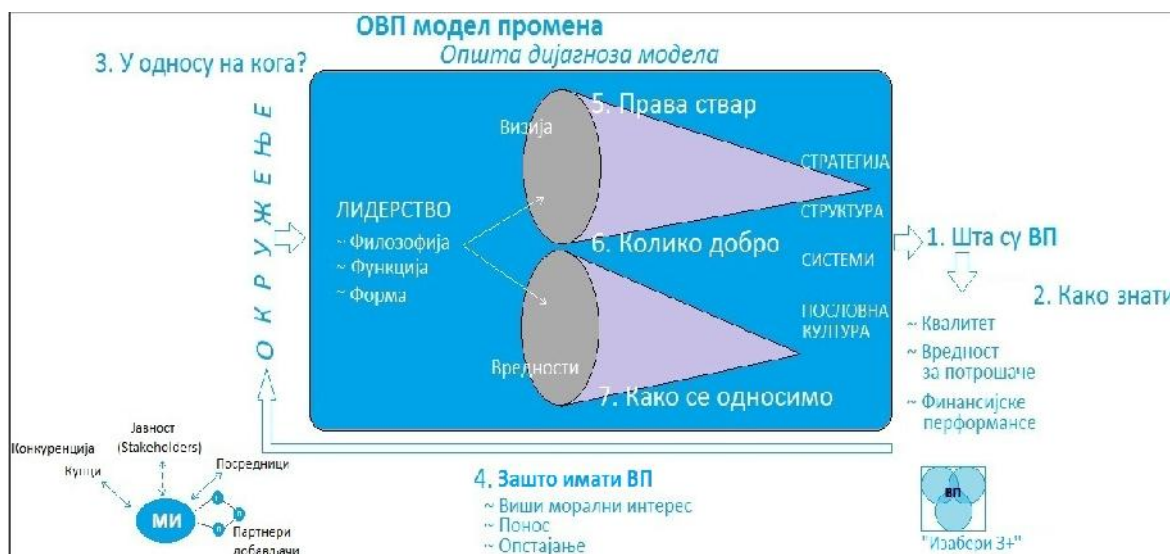 ОВП модел промена
Општа дијагноза модела
3. У односу на кога?
ОКРУЖЕЊЕ
5. Права ствар
Визија
СТРАТЕГИЈА
ЛИДЕРСТВО
СТРУКТУРА
~ Филозофија
6. Колико добро
1. Шта су ВП
~ Функција
СИСТЕМИ
~ Форма
2. Како знати
ПОСЛОВНА
КУЛТУРА
~ Квалитет
~ Вредност
за потрошаче
Вредности
7. Како се односимо
~ Финансијске
перформансе
Јавност
(Stakeholders)
Конкуренција
Купци
Посредници
МИ
Партнери
добављачи
4. Зашто имати ВП
~ Виши морални интерес
~ Понос
~ Опстајање
ВП
"Изабери 3+"